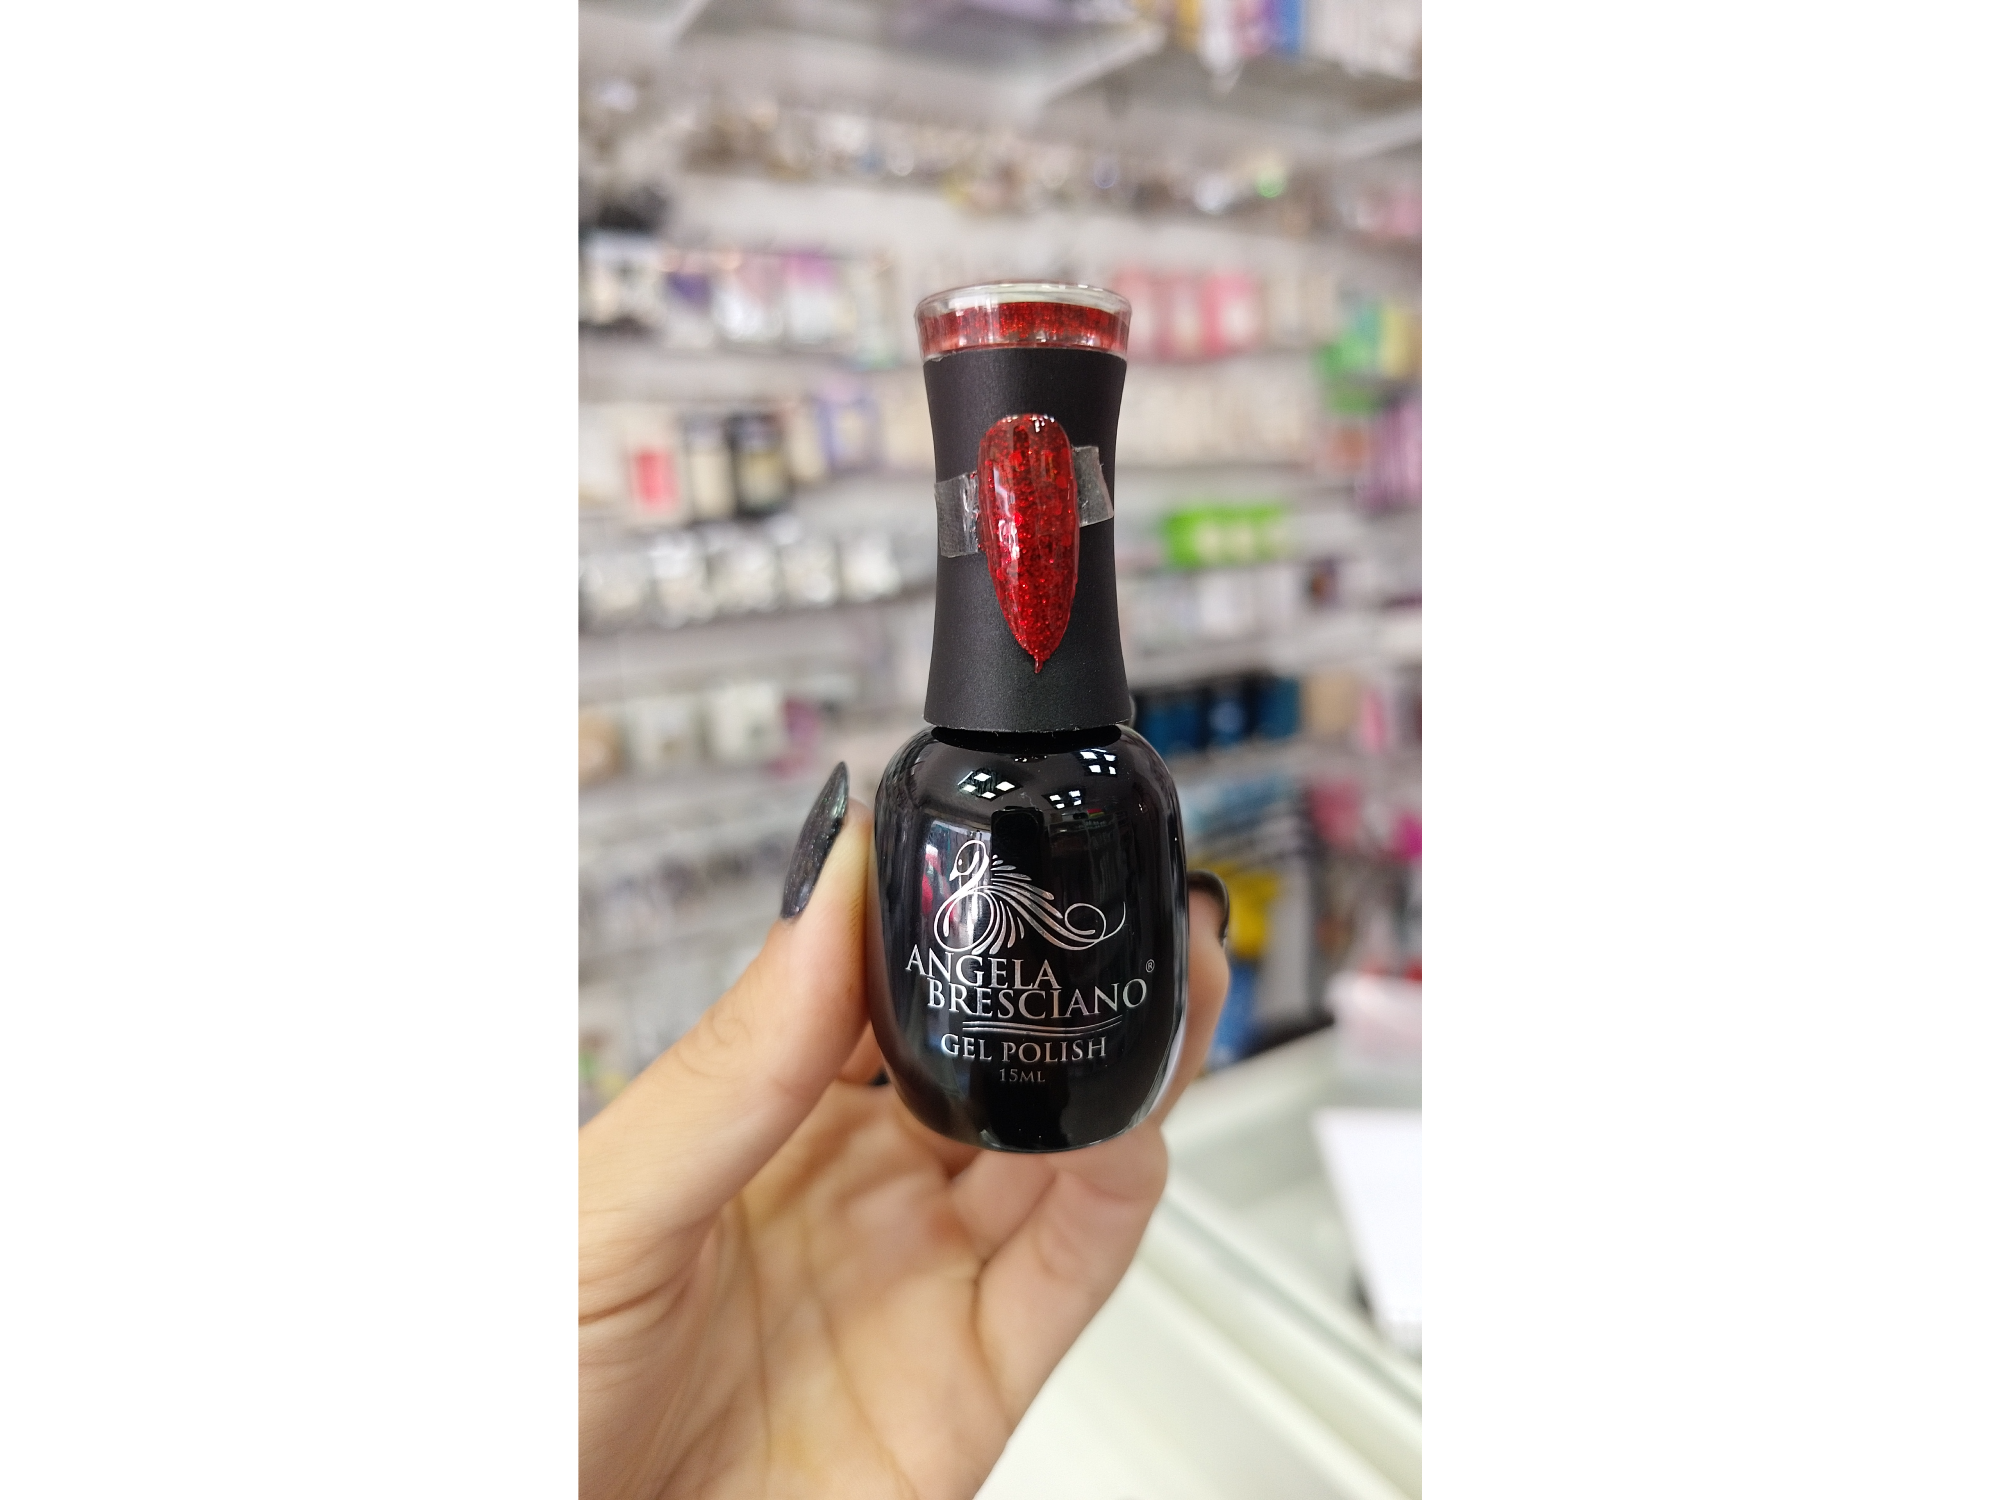 ANGELA
BRESCIANO®
GEL POLISH
15ML